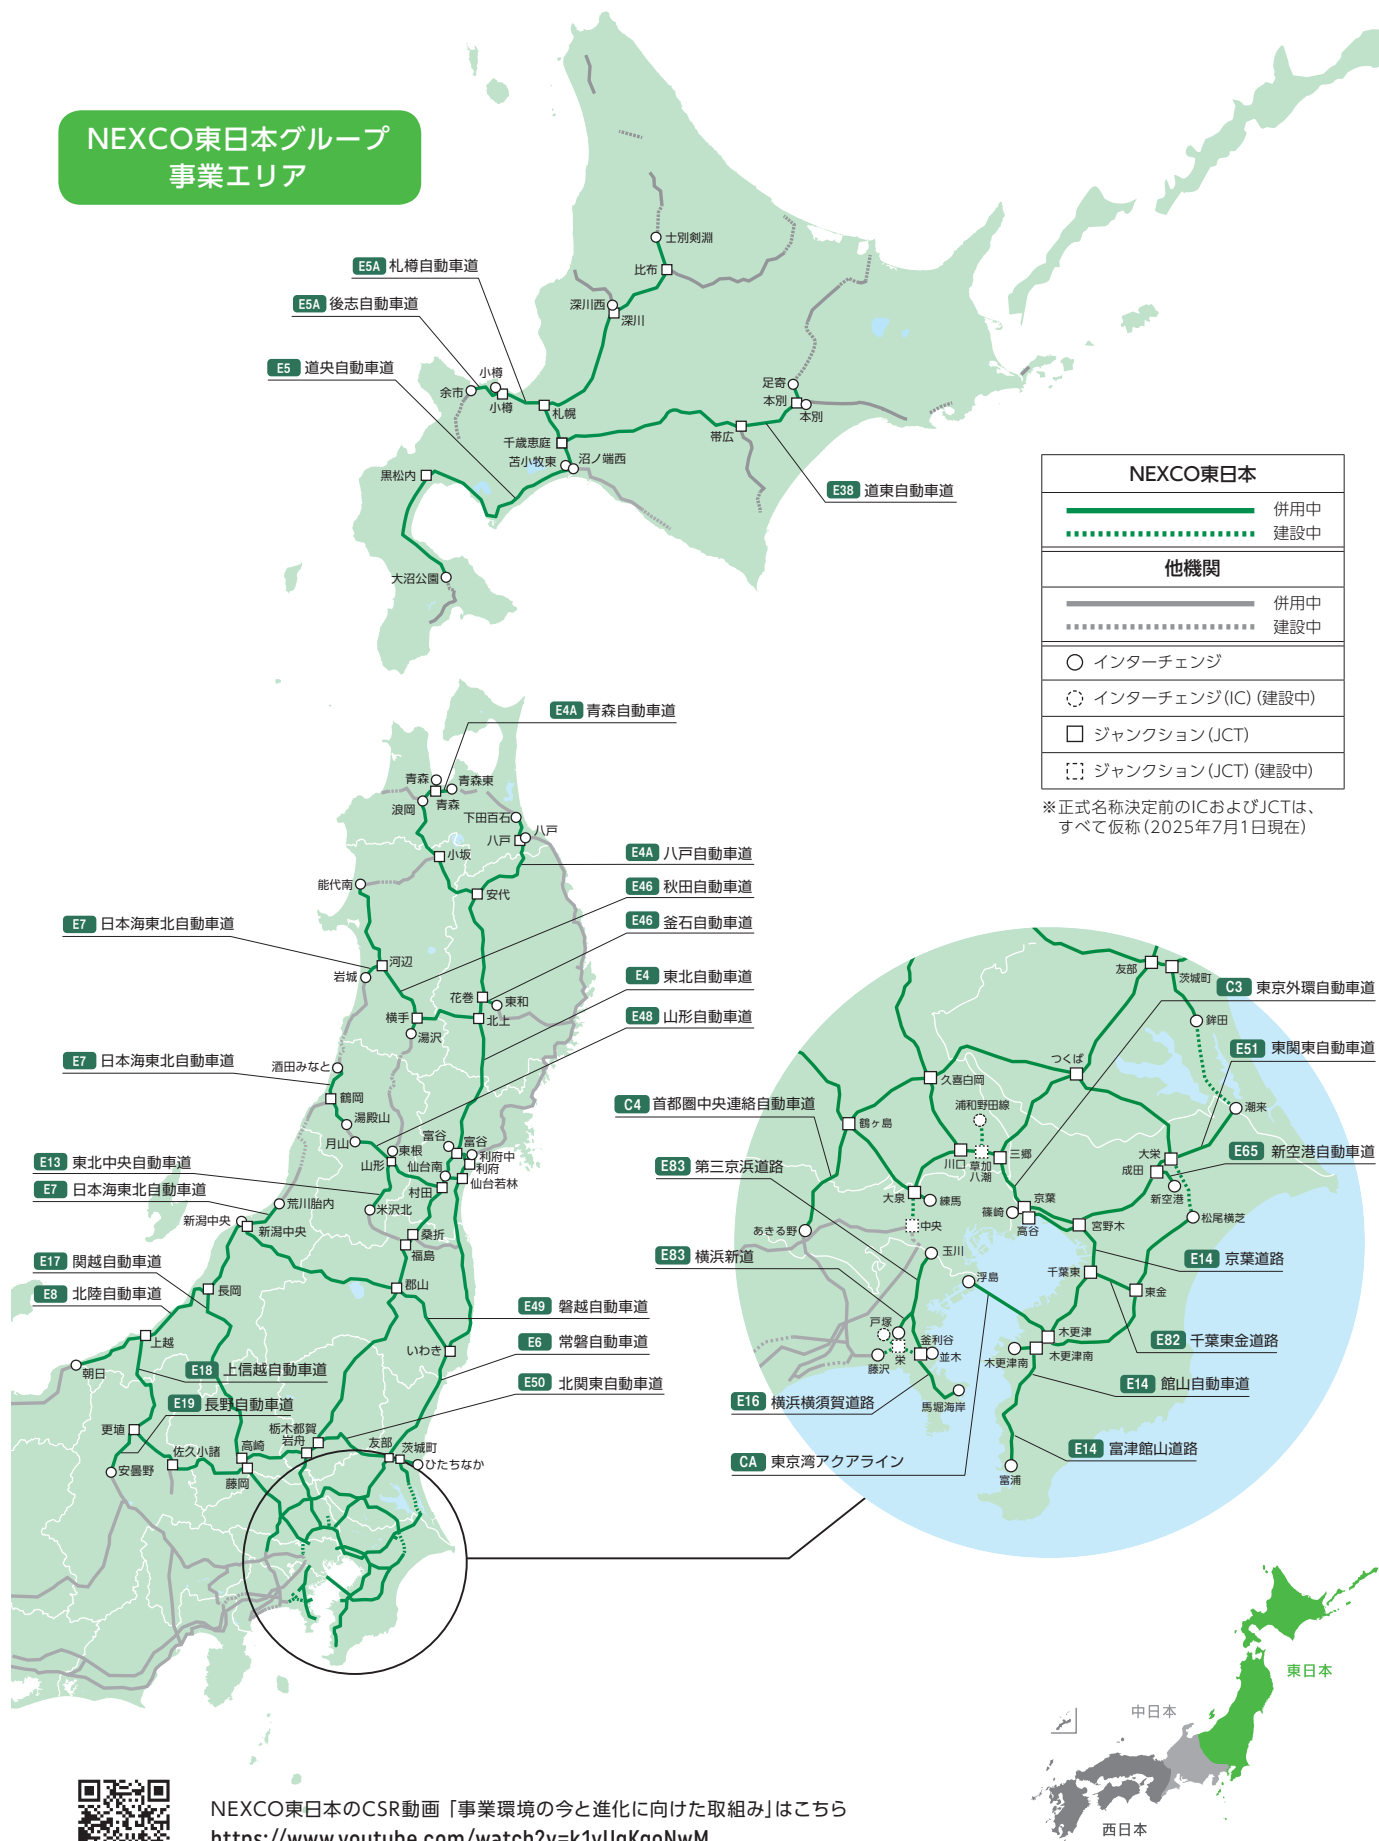 NEXCO東日本グループ
事業エリア
士別剣淵
比布
深川西
深川
E5A 札樽自動車道
E5A 後志自動車道
E5 道央自動車道
小樽
余市
小樽
札幌
足寄
本別
本別
帯広
千歳恵庭
苫小牧東
沼ノ端西
黒松内
E38 道東自動車道
大沼公園
NEXCO東日本
併用中
建設中
他機関
併用中
建設中
インターチェンジ
インターチェンジ(IC)(建設中)
ジャンクション(JCT)
ジャンクション(JCT)(建設中)
※正式名称決定前のICおよびJCTは、
すべて仮称(2025年7月1日現在)
E4A 青森自動車道
青森
青森東
青森
浪岡
下田百石
八戸
八戸
小坂
E4A 八戸自動車道
能代南
安代
E46 秋田自動車道
E46 釜石自動車道
E7 日本海東北自動車道
河辺
岩城
E4 東北自動車道
花巻
東和
横手
北上
湯沢
E48 山形自動車道
E7 日本海東北自動車道
酒田みなと
鶴岡
湯殿山
月山
東根
富谷
富谷
利府中
利府
山形
仙台南
仙台若林
村田
E13 東北中央自動車道
E7 日本海東北自動車道
荒川胎内
米沢北
新潟中央
新潟中央
桑折
福島
E17 関越自動車道
E8 北陸自動車道
長岡
郡山
上越
E49 磐越自動車道
E6 常磐自動車道
いわき
朝日
E18 上信越自動車道
E50 北関東自動車道
E19 長野自動車道
更埴
栃木都賀
岩舟
友部
茨城町
佐久小諸
高崎
ひたちなか
安曇野
藤岡
友部
茨城町
C3 東京外環自動車道
鉾田
E51 東関東自動車道
つくば
久喜白岡
浦和野田線
C4 首都圏中央連絡自動車道
鶴ヶ島
潮来
川口
草加
八潮
三郷
大栄
E65 新空港自動車道
成田
新空港
E83 第三京浜道路
大泉
練馬
京葉
篠崎
高谷
宮野木
松尾横芝
あきる野
中央
玉川
E83 横浜新道
E14 京葉道路
浮島
千葉東
東金
戸塚
釜利谷
木更津
E82 千葉東金道路
藤沢
栄
並木
木更津南
木更津南
E14 館山自動車道
E16 横浜横須賀道路
馬堀海岸
E14 富津館山道路
CA 東京湾アクアライン
富浦
東日本
中日本
西日本
NEXCO東日本のCSR動画「事業環境の今と進化に向けた取組み」はこちら